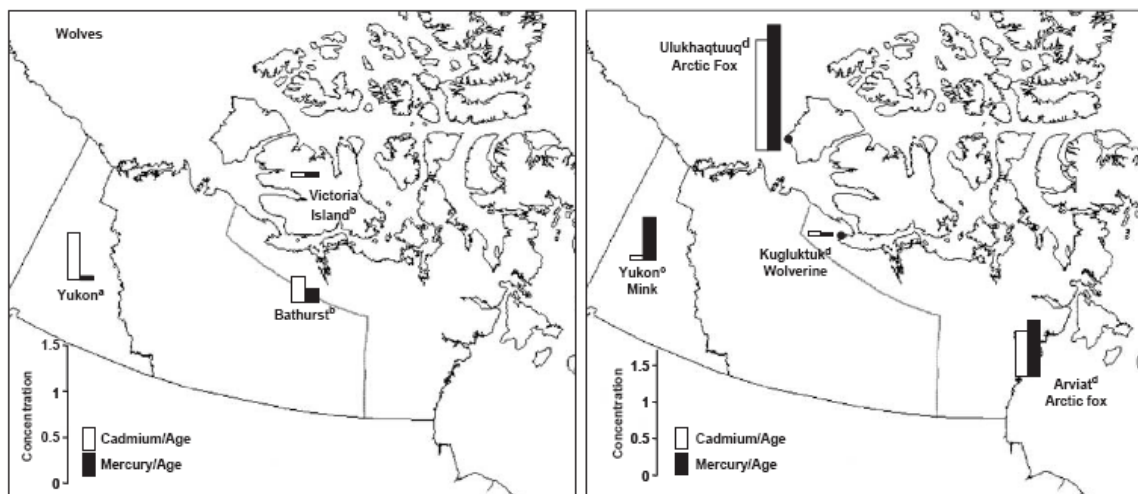 Wolves
Victoria
Island^b
Yukon^a
Bathurst^b
1.5
1
0.5
0
Concentration
Cadmium/Age
Mercury/Age
Ulukhaqtuuq^d
Arctic Fox
Kugluktuk^d
Wolverine
Yukon^c
Mink
Arviat^d
Arctic fox
1.5
1
0.5
0
Concentration
Cadmium/Age
Mercury/Age